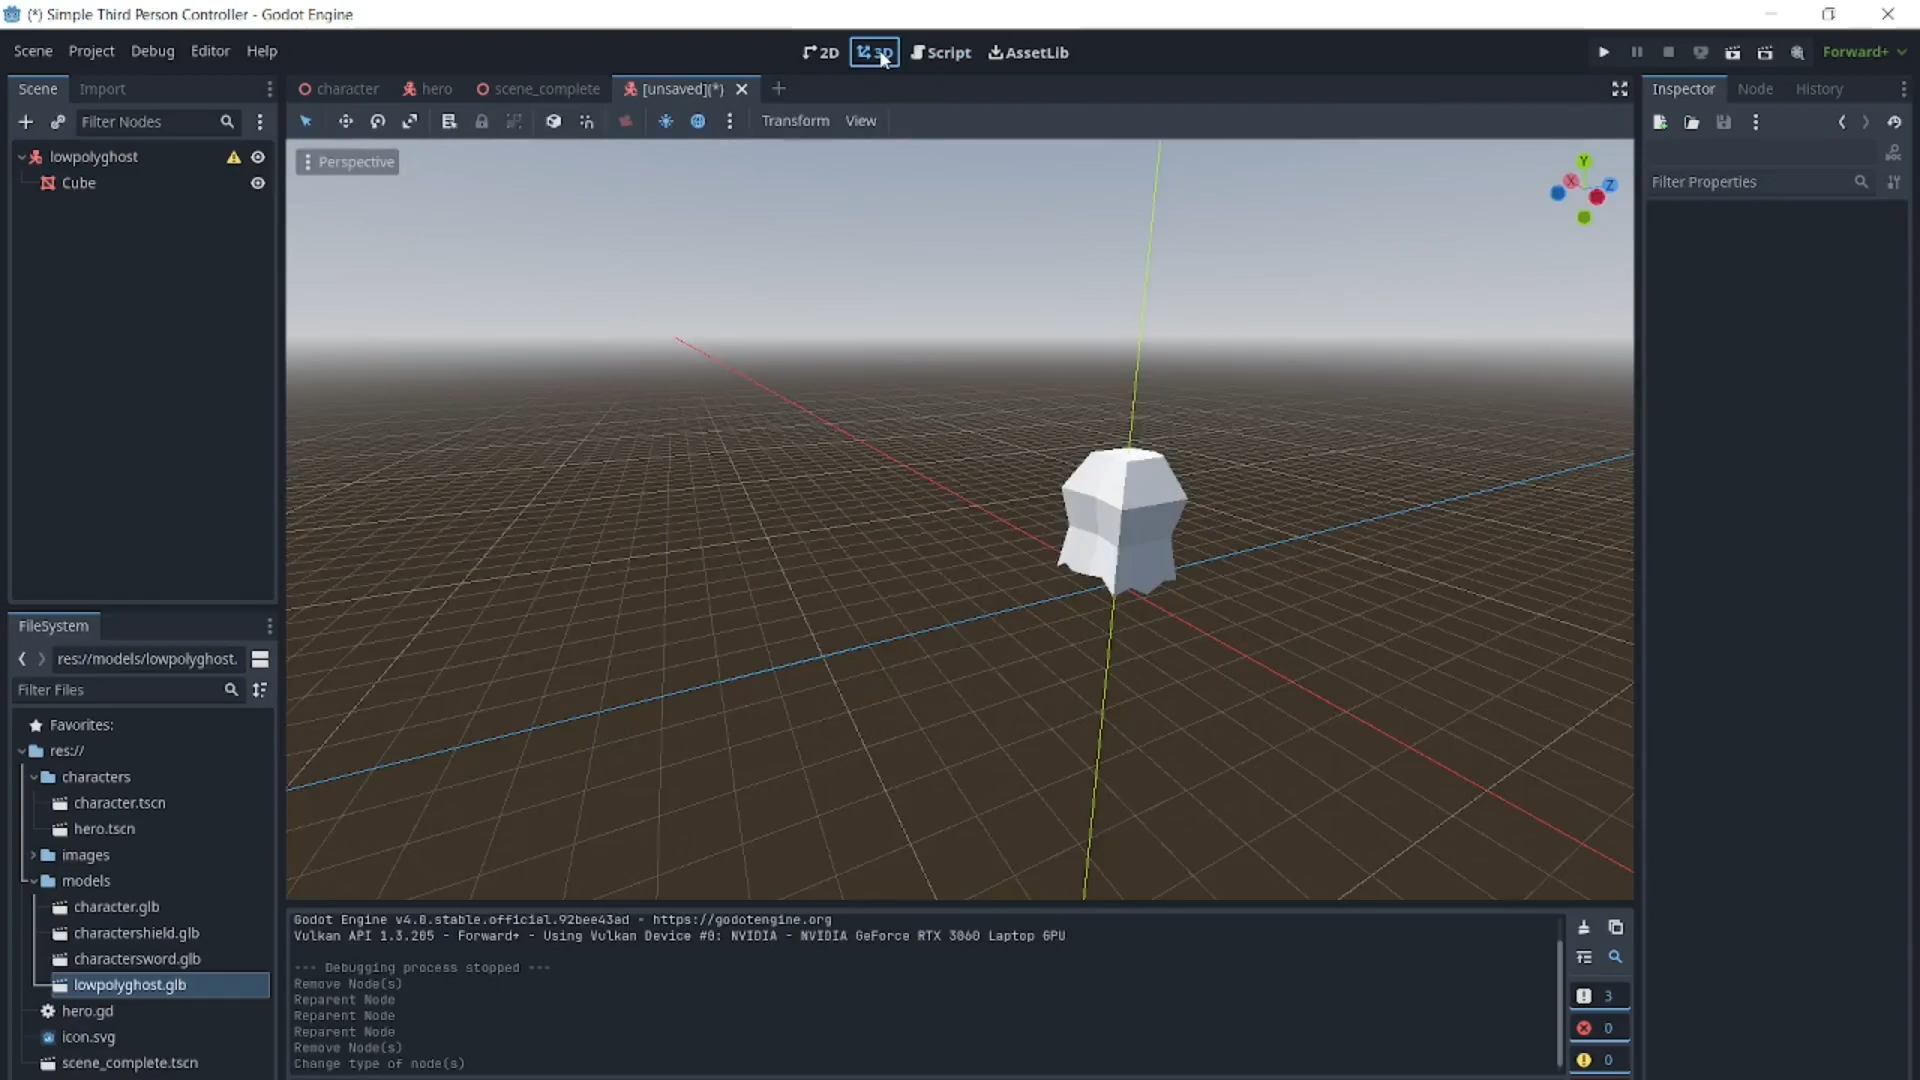 (*) Simple Third Person Controller - Godot Engine
Scene Project Debug Editor Help
2D 3D Script AssetLib
Forward+
Scene Import
character hero scene_complete [unsaved](*)
Inspector Node History
Filter Nodes
Transform View
lowpolyghost
Cube
Perspective
Y
X
Z
Filter Properties
FileSystem
res://models/lowpolyghost.
Filter Files
Favorites:
res://
characters
character.tscn
hero.tscn
images
models
character.glb
charactershield.glb
charactersword.glb
lowpolyghost.glb
hero.gd
icon.svg
scene_complete.tscn
Godot Engine v4.0.stable.official.92bee43ad - https://godotengine.org
Vulkan API 1.3.205 - Forward+ - Using Vulkan Device #0: NVIDIA - NVIDIA GeForce RTX 3060 Laptop GPU
--- Debugging process stopped ---
Remove Node(s)
Reparent Node
Reparent Node
Reparent Node
Remove Node(s)
Change type of node(s)
3
0
0